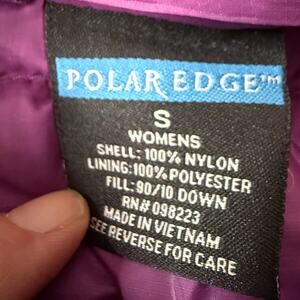 POLAR EDGE™
S
WOMENS
SHELL: 100% NYLON
LINING: 100% POLYESTER
FILL: 90/10 DOWN
RN# 098223
MADE IN VIETNAM
SEE REVERSE FOR CARE